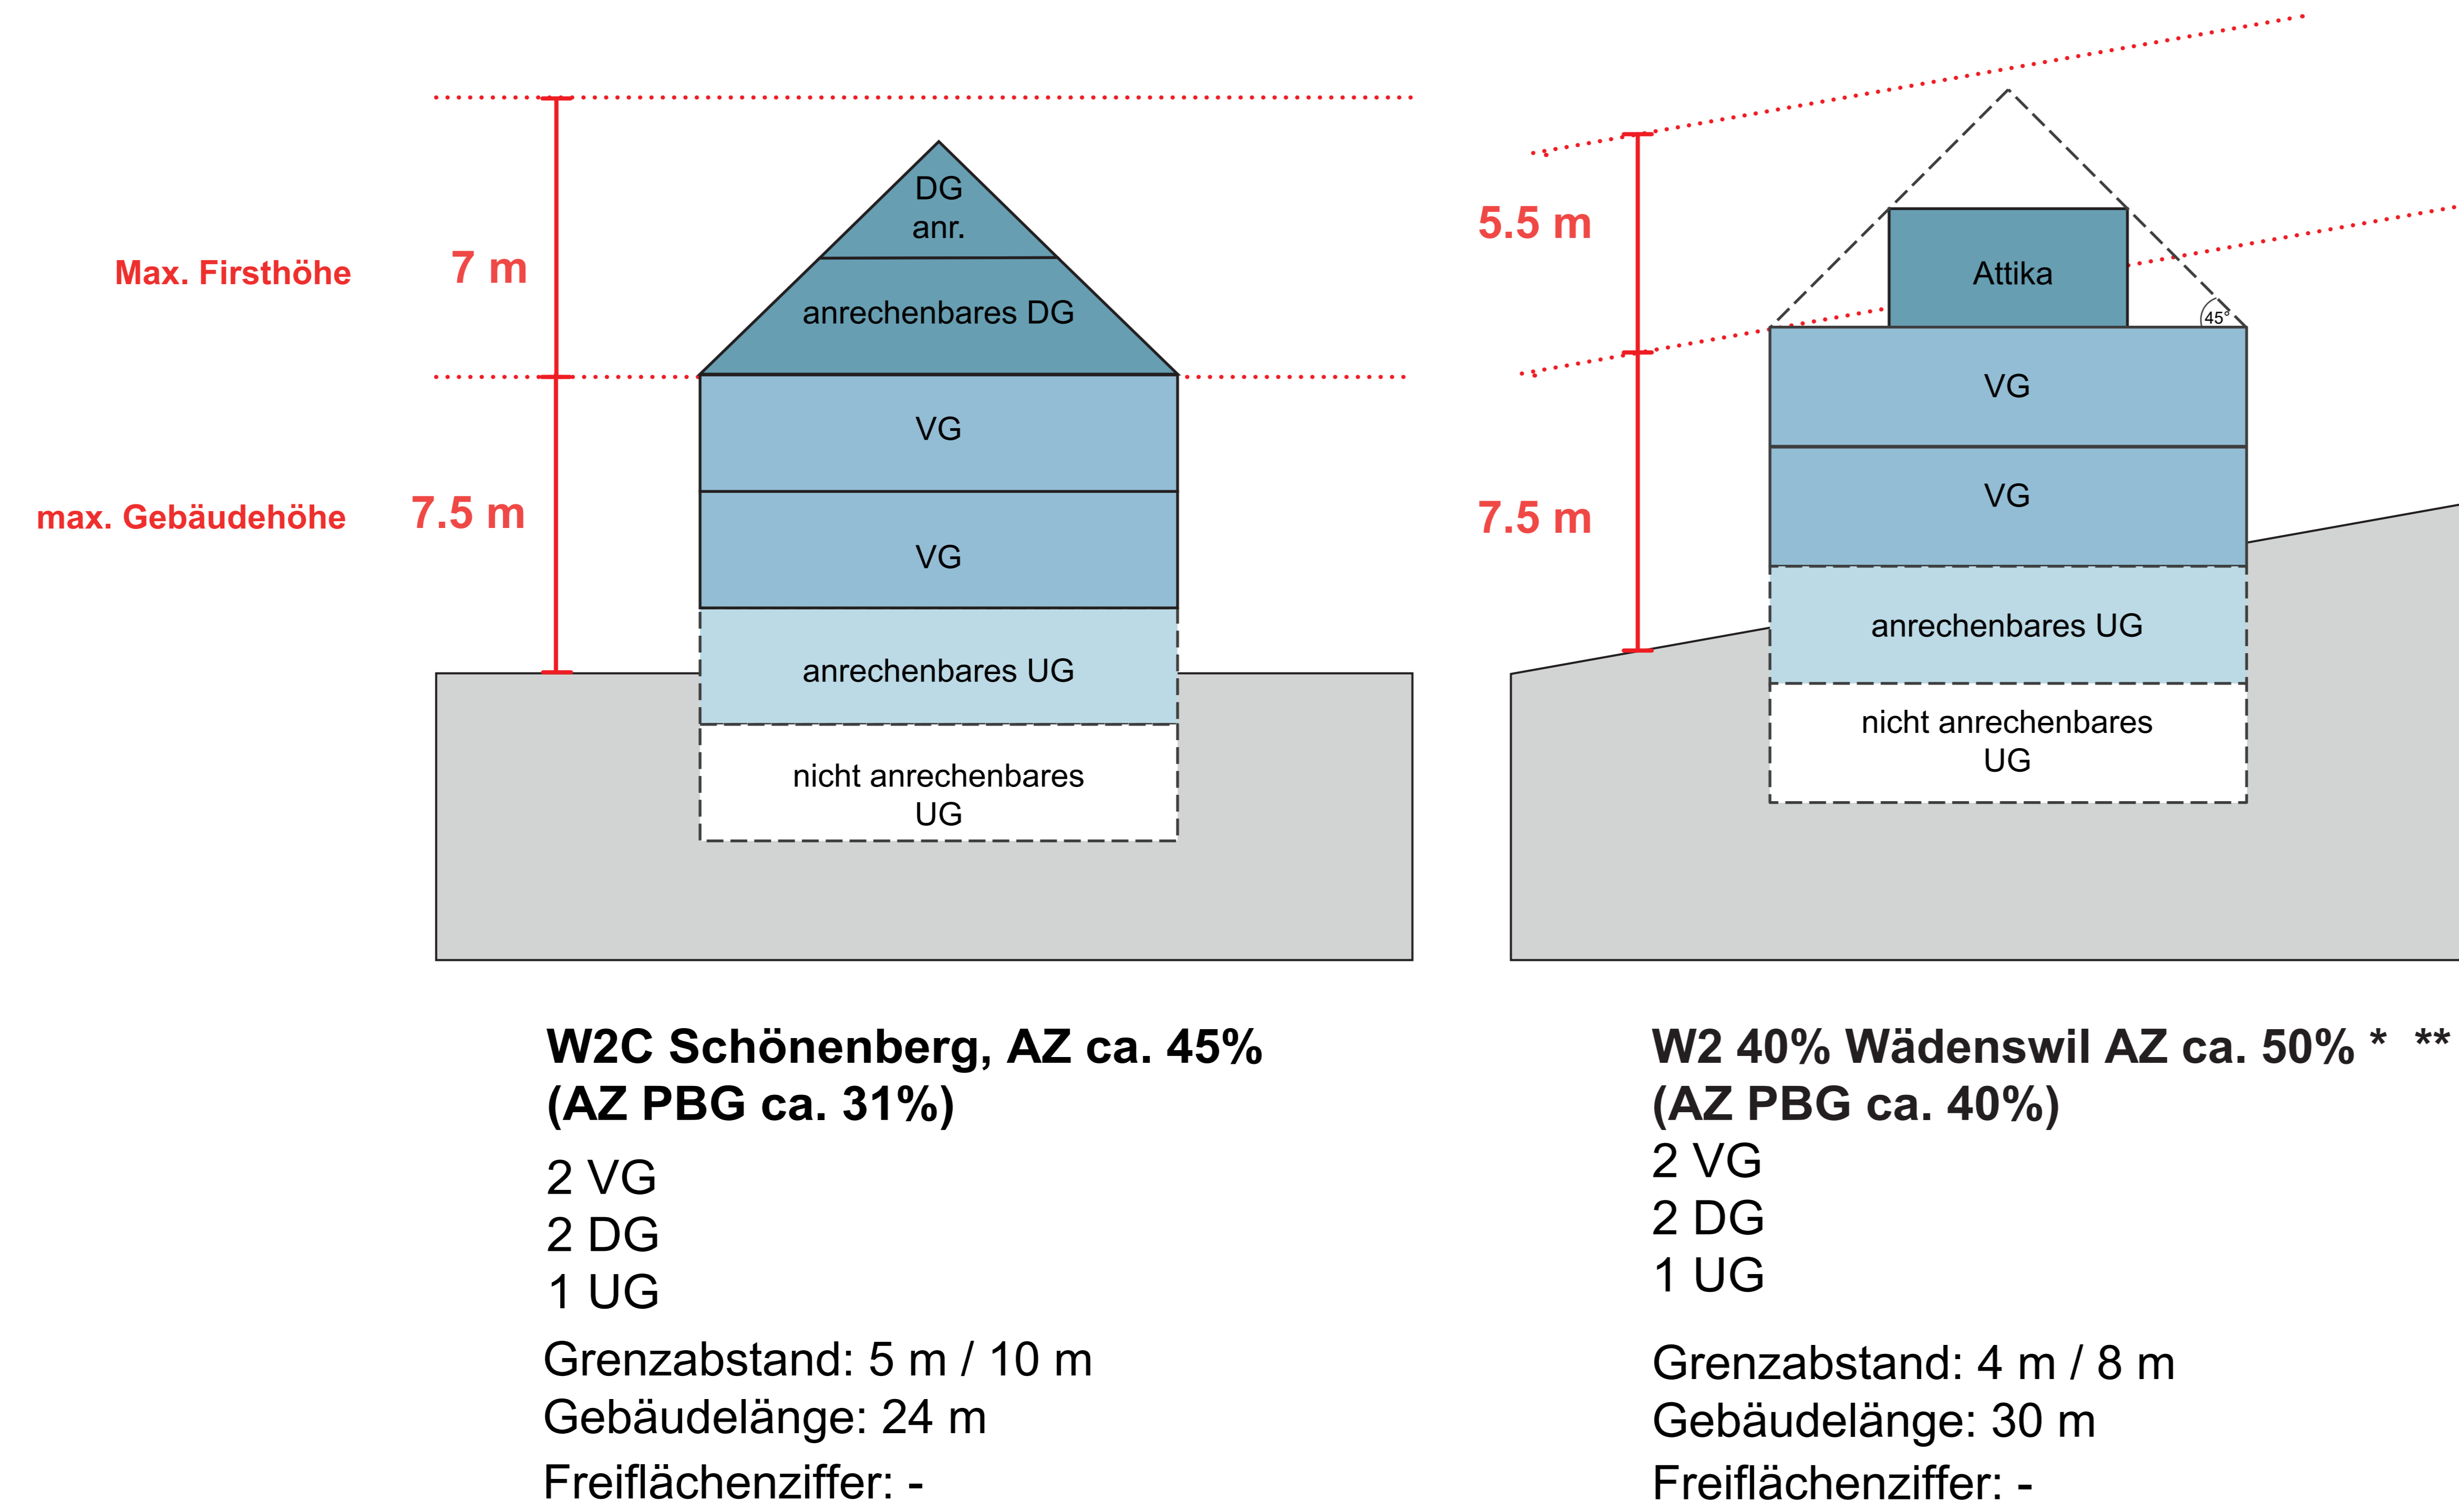 Max. Firsthöhe
7 m
max. Gebäudehöhe
7.5 m
DG
anr.
anrechenbares DG
VG
VG
anrechenbares UG
nicht anrechenbares
UG
W2C Schönenberg, AZ ca. 45%
(AZ PBG ca. 31%)
2 VG
2 DG
1 UG
Grenzabstand: 5 m / 10 m
Gebäudelänge: 24 m
Freiflächenziffer: -
5.5 m
7.5 m
Attika
45°
VG
VG
anrechenbares UG
nicht anrechenbares
UG
W2 40% Wädenswil AZ ca. 50% * **
(AZ PBG ca. 40%)
2 VG
2 DG
1 UG
Grenzabstand: 4 m / 8 m
Gebäudelänge: 30 m
Freiflächenziffer: -